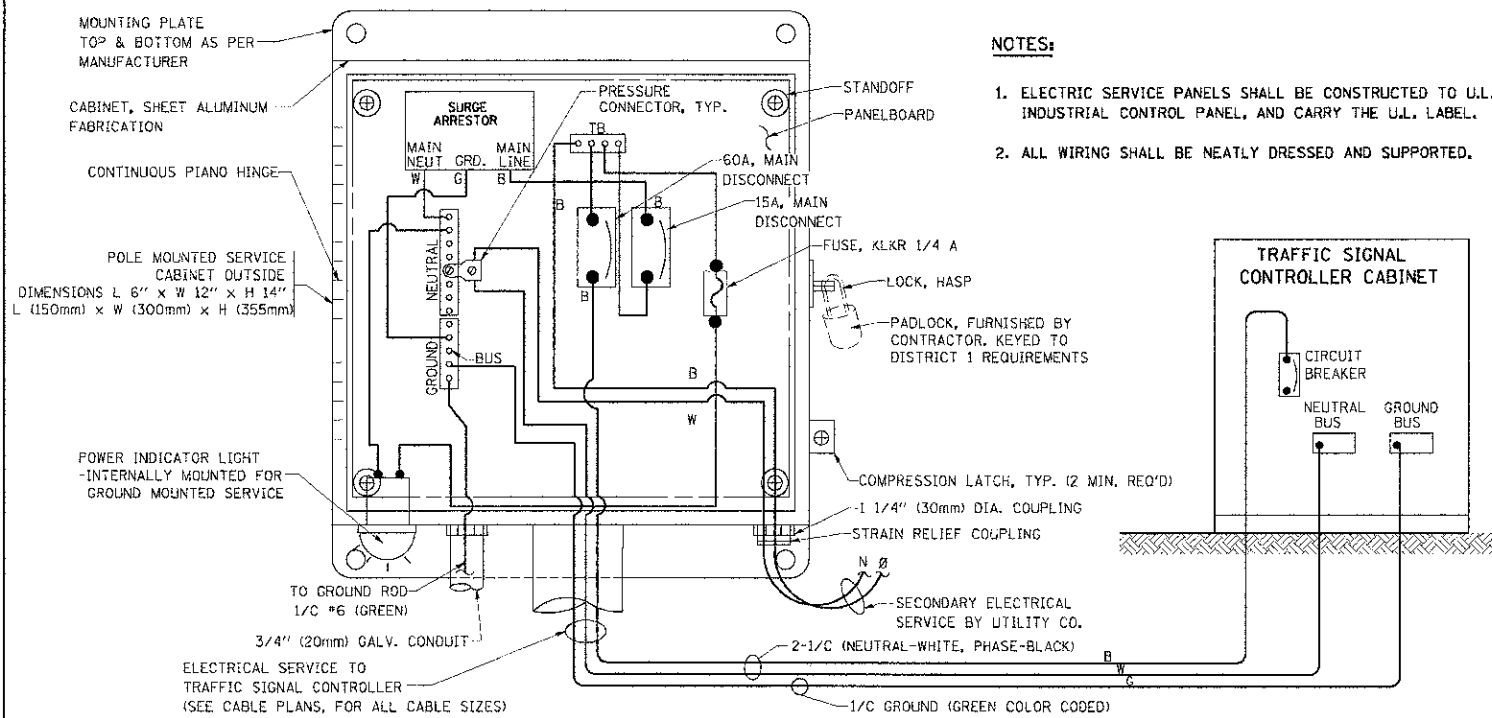 MOUNTING PLATE
TOP & BOTTOM AS PER
MANUFACTURER
CABINET, SHEET ALUMINUM
FABRICATION
CONTINUOUS PIANO HINGE
POLE MOUNTED SERVICE
CABINET OUTSIDE
DIMENSIONS L 6" x W 12" x H 14"
L (150mm) x W (300mm) x H (355mm)
POWER INDICATOR LIGHT
-INTERNALLY MOUNTED FOR
GROUND MOUNTED SERVICE
SURGE
ARRESTOR
MAIN
NEUT
GRD.
MAIN
LINE
W
G
B
PRESSURE
CONNECTOR, TYP.
TB
NEUTRAL
GROUND
BUS
B
B
B
B
W
STANDOFF
PANELBOARD
60A, MAIN
DISCONNECT
15A, MAIN
DISCONNECT
FUSE, KLKR 1/4 A
LOCK, HASP
PADLOCK, FURNISHED BY
CONTRACTOR, KEYED TO
DISTRICT 1 REQUIREMENTS
COMPRESSION LATCH, TYP. (2 MIN. REQ'D)
-1 1/4" (30mm) DIA. COUPLING
STRAIN RELIEF COUPLING
N Ø
SECONDARY ELECTRICAL
SERVICE BY UTILITY CO.
TO GROUND ROD
1/C #6 (GREEN)
3/4" (20mm) GALV. CONDUIT
ELECTRICAL SERVICE TO
TRAFFIC SIGNAL CONTROLLER
(SEE CABLE PLANS, FOR ALL CABLE SIZES)
2-1/C (NEUTRAL-WHITE, PHASE-BLACK)
B
W
G
1/C GROUND (GREEN COLOR CODED)
NOTES:
1. ELECTRIC SERVICE PANELS SHALL BE CONSTRUCTED TO U.L.
INDUSTRIAL CONTROL PANEL, AND CARRY THE U.L. LABEL.
2. ALL WIRING SHALL BE NEATLY DRESSED AND SUPPORTED.
TRAFFIC SIGNAL
CONTROLLER CABINET
CIRCUIT
BREAKER
NEUTRAL
BUS
GROUND
BUS